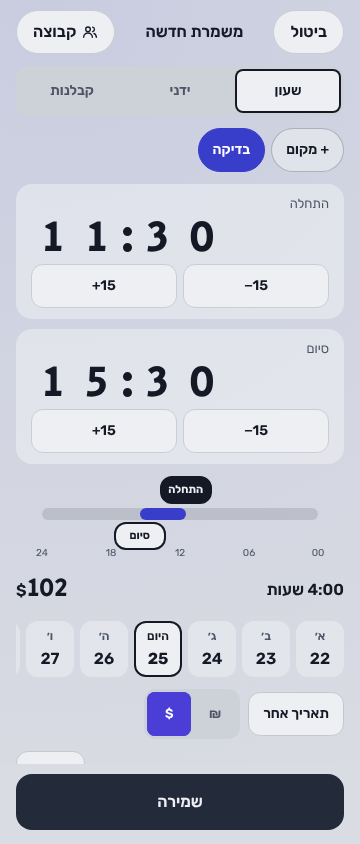 ביטול
משמרת חדשה
קבוצה
שעון
ידני
קבלנות
+ מקום
בדיקה
התחלה
11:30
−15
+15
סיום
15:30
−15
+15
התחלה
סיום
00 06 12 18 24
4:00 שעות
$102
א׳ ב׳ ג׳ היום ה׳ ו׳
22 23 24 25 26 27
תאריך אחר
₪
$
שמירה